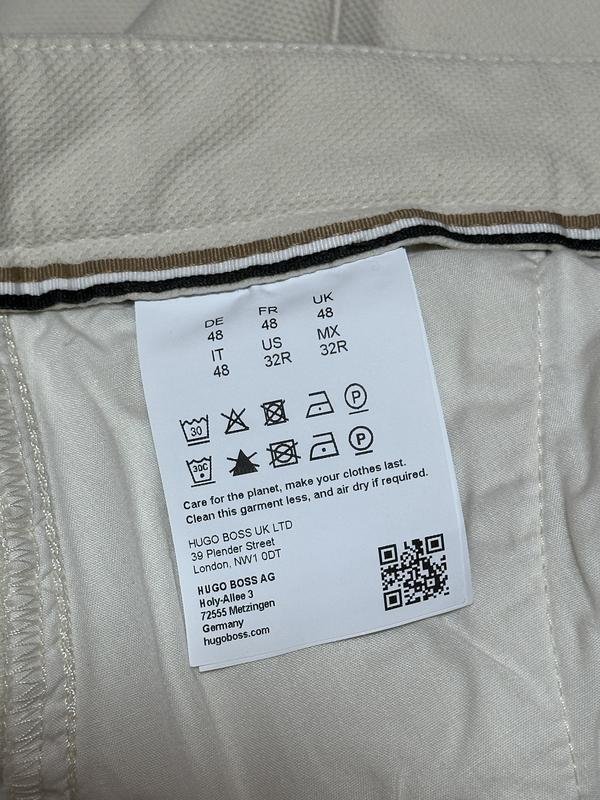 DE FR UK
48 48 48
IT US MX
48 32R 32R
30 P
30C P
Care for the planet, make your clothes last.
Clean this garment less, and air dry if required.
HUGO BOSS UK LTD
39 Plender Street
London, NW1 0DT
HUGO BOSS AG
Holy-Allee 3
72555 Metzingen
Germany
hugoboss.com